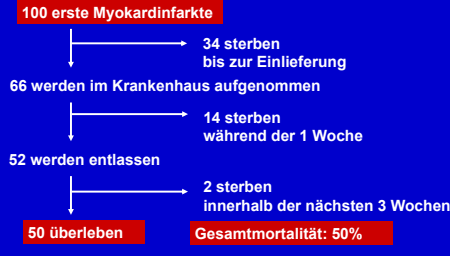 100 erste Myokardinfarkte
34 sterben
bis zur Einlieferung
66 werden im Krankenhaus aufgenommen
14 sterben
während der 1 Woche
52 werden entlassen
2 sterben
innerhalb der nächsten 3 Wochen
50 überleben
Gesamtmortalität: 50%